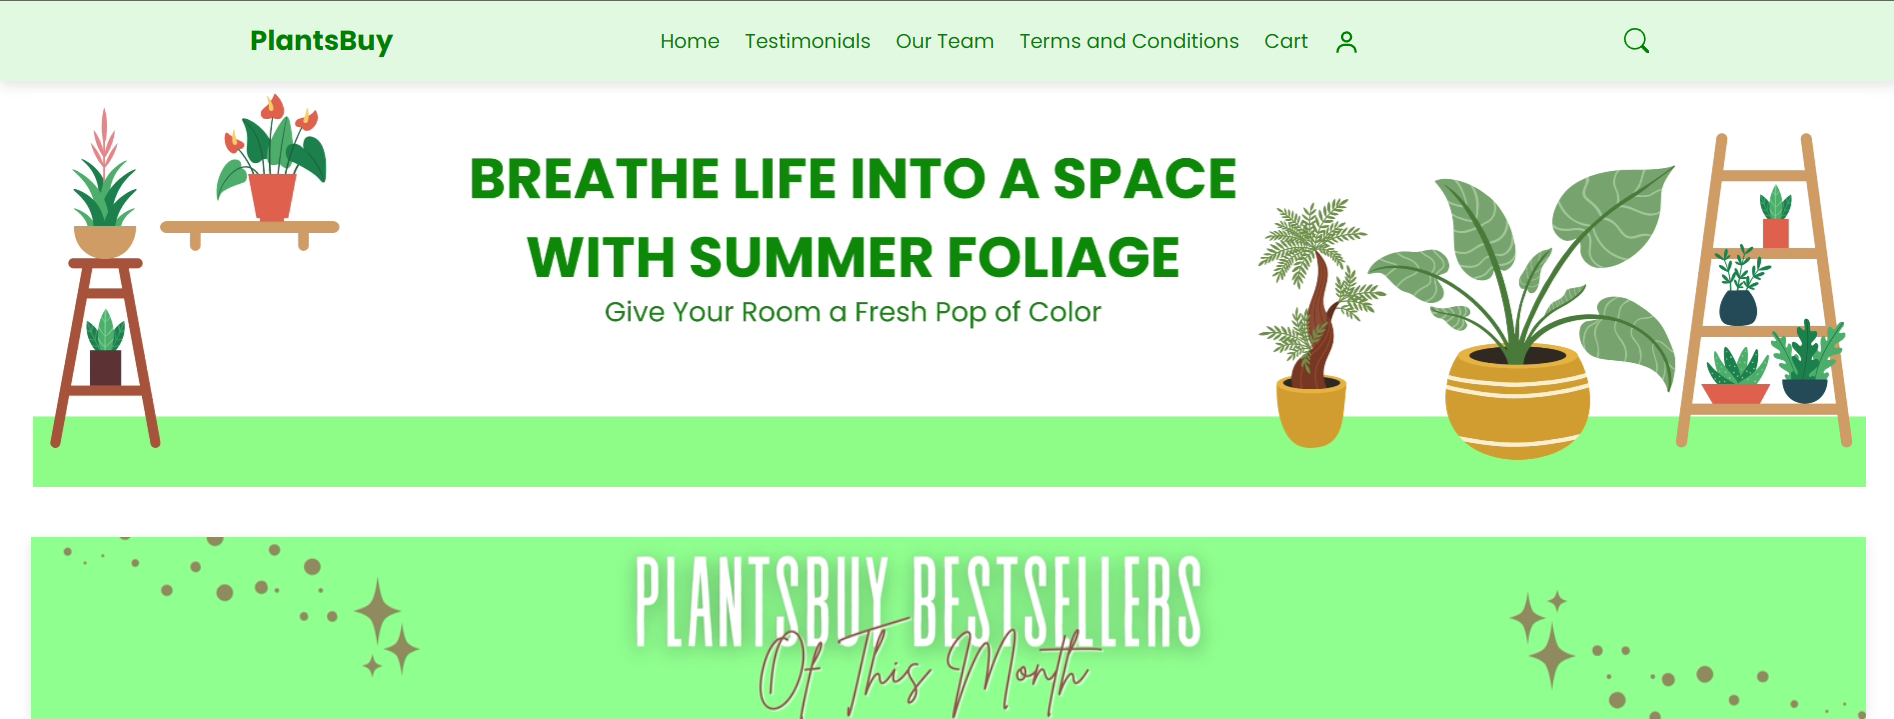 PlantsBuy
Home Testimonials Our Team Terms and Conditions Cart
BREATHE LIFE INTO A SPACE
WITH SUMMER FOLIAGE
Give Your Room a Fresh Pop of Color
PLANTSBUY BESTSELLERS
Of This Month